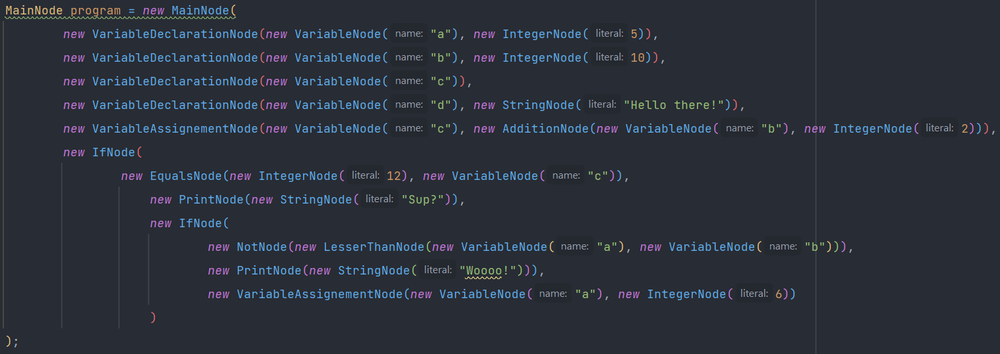 MainNode program = new MainNode(
new VariableDeclarationNode(new VariableNode( name: "a"), new IntegerNode( literal: 5)),
new VariableDeclarationNode(new VariableNode( name: "b"), new IntegerNode( literal: 10)),
new VariableDeclarationNode(new VariableNode( name: "c")),
new VariableDeclarationNode(new VariableNode( name: "d"), new StringNode( literal: "Hello there!")),
new VariableAssignementNode(new VariableNode( name: "c"), new AdditionNode(new VariableNode( name: "b"), new IntegerNode( literal: 2))),
new IfNode(
new EqualsNode(new IntegerNode( literal: 12), new VariableNode( name: "c")),
new PrintNode(new StringNode( literal: "Sup?")),
new IfNode(
new NotNode(new LesserThanNode(new VariableNode( name: "a"), new VariableNode( name: "b"))),
new PrintNode(new StringNode( literal: "Woooo!"))),
new VariableAssignementNode(new VariableNode( name: "a"), new IntegerNode( literal: 6))
)
);